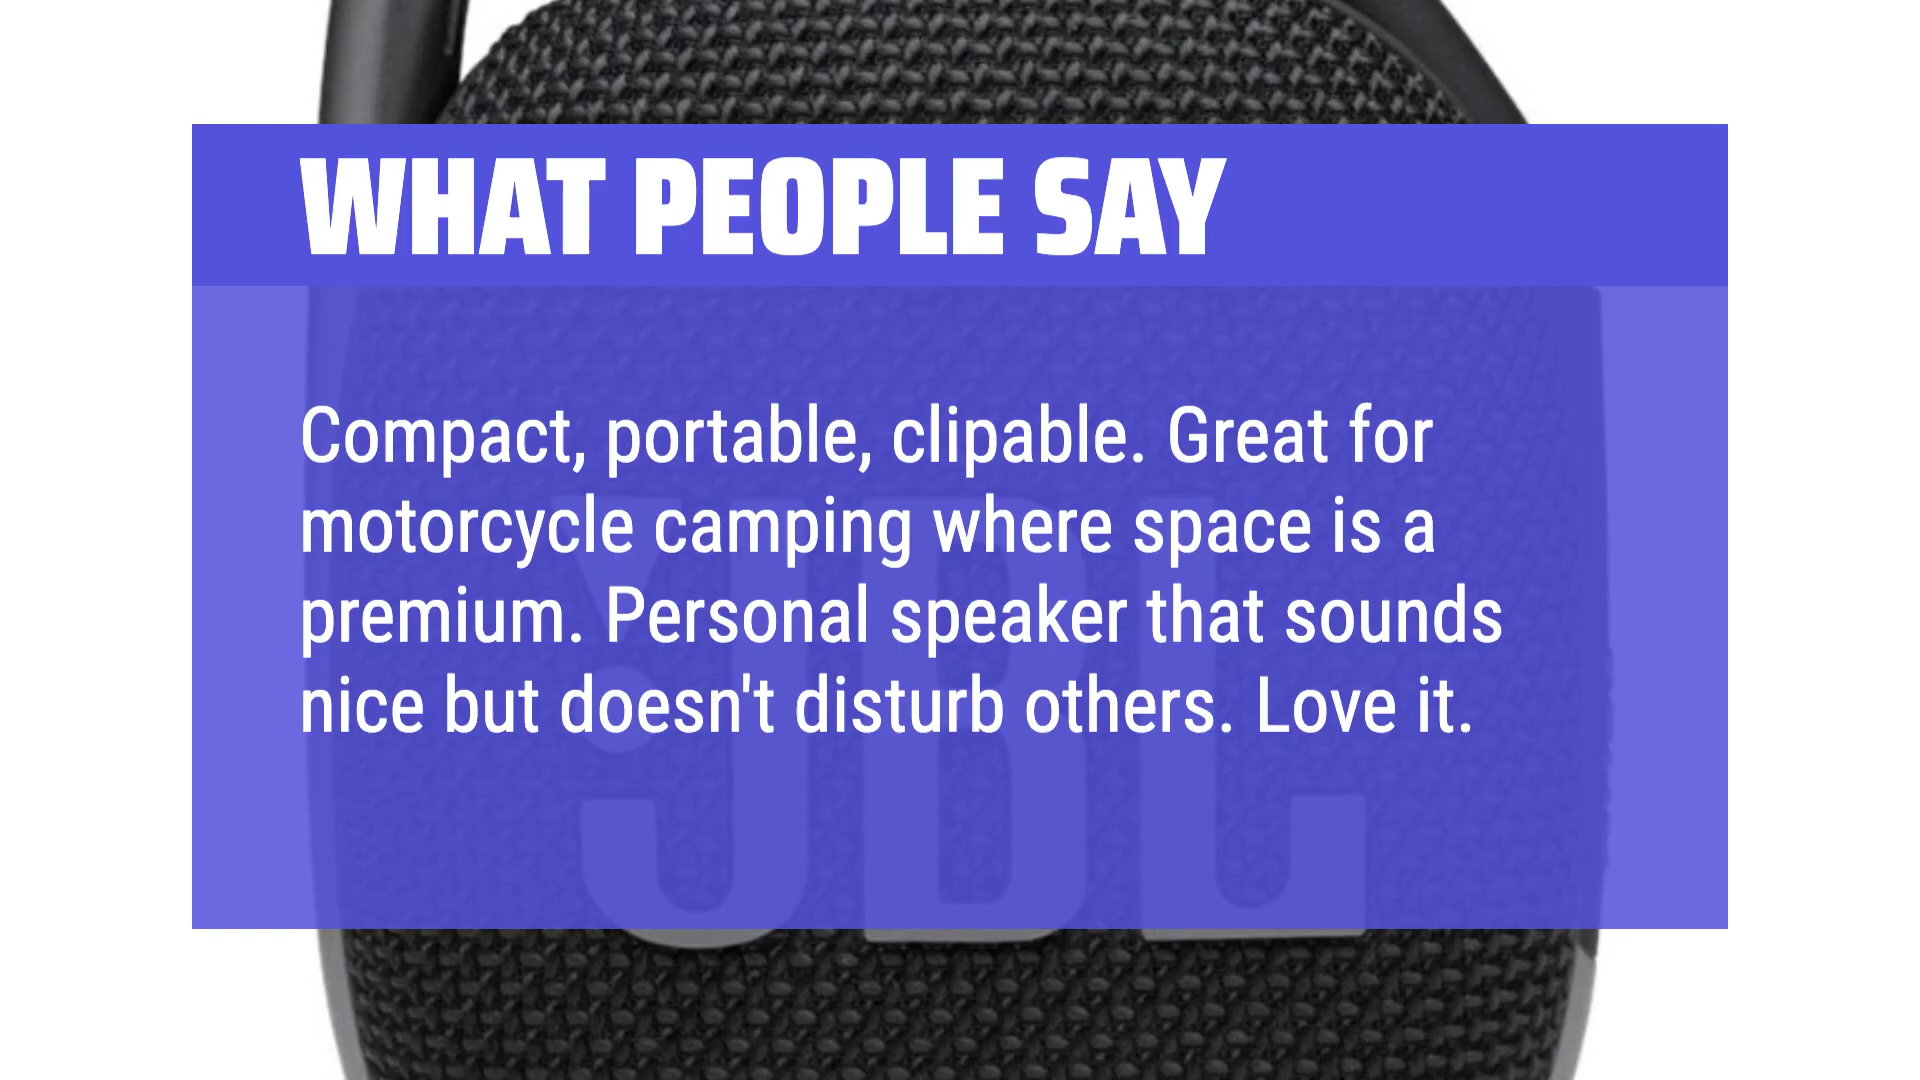 WHAT PEOPLE SAY
Compact, portable, clipable. Great for
motorcycle camping where space is a
premium. Personal speaker that sounds
nice but doesn't disturb others. Love it.
JBL